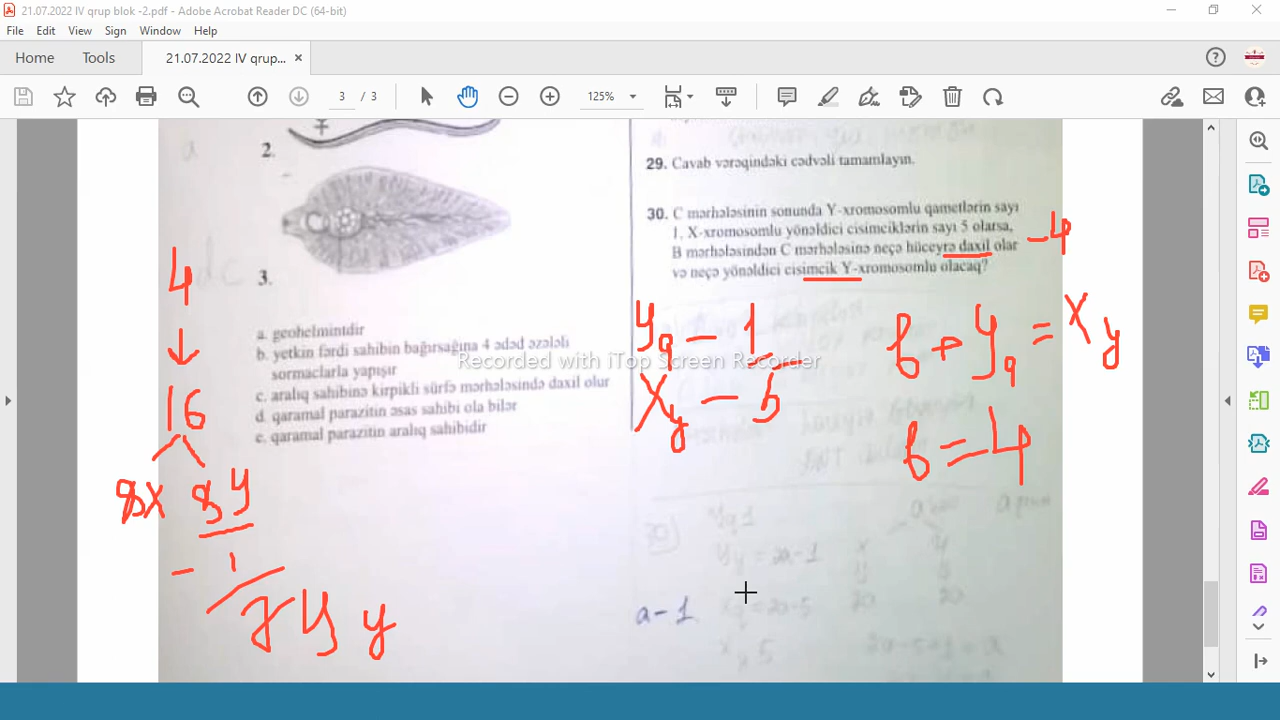 21.07.2022 IV qrup blok -2.pdf - Adobe Acrobat Reader DC (64-bit)
File Edit View Sign Window Help
Home Tools 21.07.2022 IV qrup... ×
3 / 3 125%
2.
3.
a. geohelmintdir
b. yetkin fərdi sahibin bağırsağına 4 ədəd əzələli
sormaclarla yapışır
c. aralıq sahibinə kirpikli sürfə mərhələsində daxil olur
d. qaramal parazitin əsas sahibi ola bilər
e. qaramal parazitin aralıq sahibidir
29. Cavab vərəqindəki cədvəli tamamlayın.
30. C mərhələsinin sonunda Y-xromosomlu qametlərin sayı
1, X-xromosomlu yönəldici cisimciklərin sayı 5 olarsa,
B mərhələsindən C mərhələsinə neçə hüceyrə daxil olar
və neçə yönəldici cisimcik Y-xromosomlu olacaq?
-4
Recorded with iTop Screen Recorder
4
16
8x 8y
- 1
7 y y
yq - 1
Xy - 5
b + yq = xy
b = 4
a-1